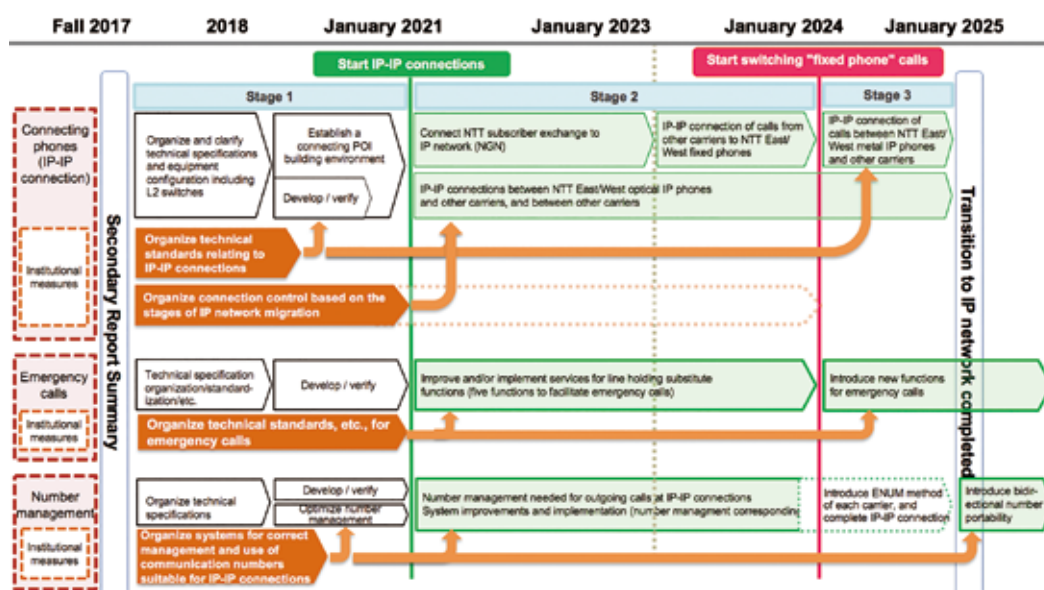 Fall 2017 2018 January 2021 January 2023 January 2024 January 2025
Start IP-IP connections
Start switching "fixed phone" calls
Stage 1
Stage 2
Stage 3
Connecting
phones
(IP-IP
connection)
Organize and clarify
technical specifications
and equipment
configuration including
L2 switches
Establish a
connecting POI
building environment
Develop / verify
Connect NTT subscriber exchange to
IP network (NGN)
IP-IP connection of calls from
other carriers to NTT East/
West fixed phones
IP-IP connection of
calls between NTT East/
West metal IP phones
and other carriers
IP-IP connections between NTT East/West optical IP phones
and other carriers, and between other carriers
Institutional
measures
Organize technical
standards relating to
IP-IP connections
Organize connection control based on the
stages of IP network migration
Secondary Report Summary
Transition to IP network completed
Emergency
calls
Technical specification
organization/standard-
ization/etc.
Develop / verify
Improve and/or implement services for line holding substitute
functions (five functions to facilitate emergency calls)
Introduce new functions
for emergency calls
Institutional
measures
Organize technical standards, etc., for
emergency calls
Number
management
Organize technical
specifications
Develop / verify
Optimize number
management
Number management needed for outgoing calls at IP-IP connections
System improvements and implementation (number managment corresponding
Introduce ENUM method
of each carrier, and
complete IP-IP connection
Introduce bidir-
ectional number
portability
Institutional
measures
Organize systems for correct
management and use of
communication numbers
suitable for IP-IP connections